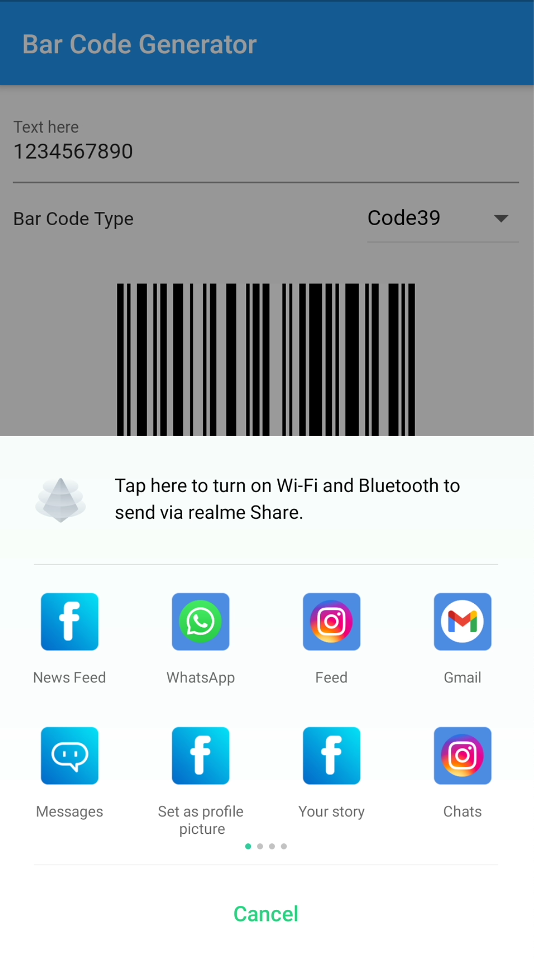 Bar Code Generator
Text here
1234567890
Bar Code Type
Code39
Tap here to turn on Wi-Fi and Bluetooth to
send via realme Share.
News Feed
WhatsApp
Feed
Gmail
Messages
Set as profile
picture
Your story
Chats
Cancel